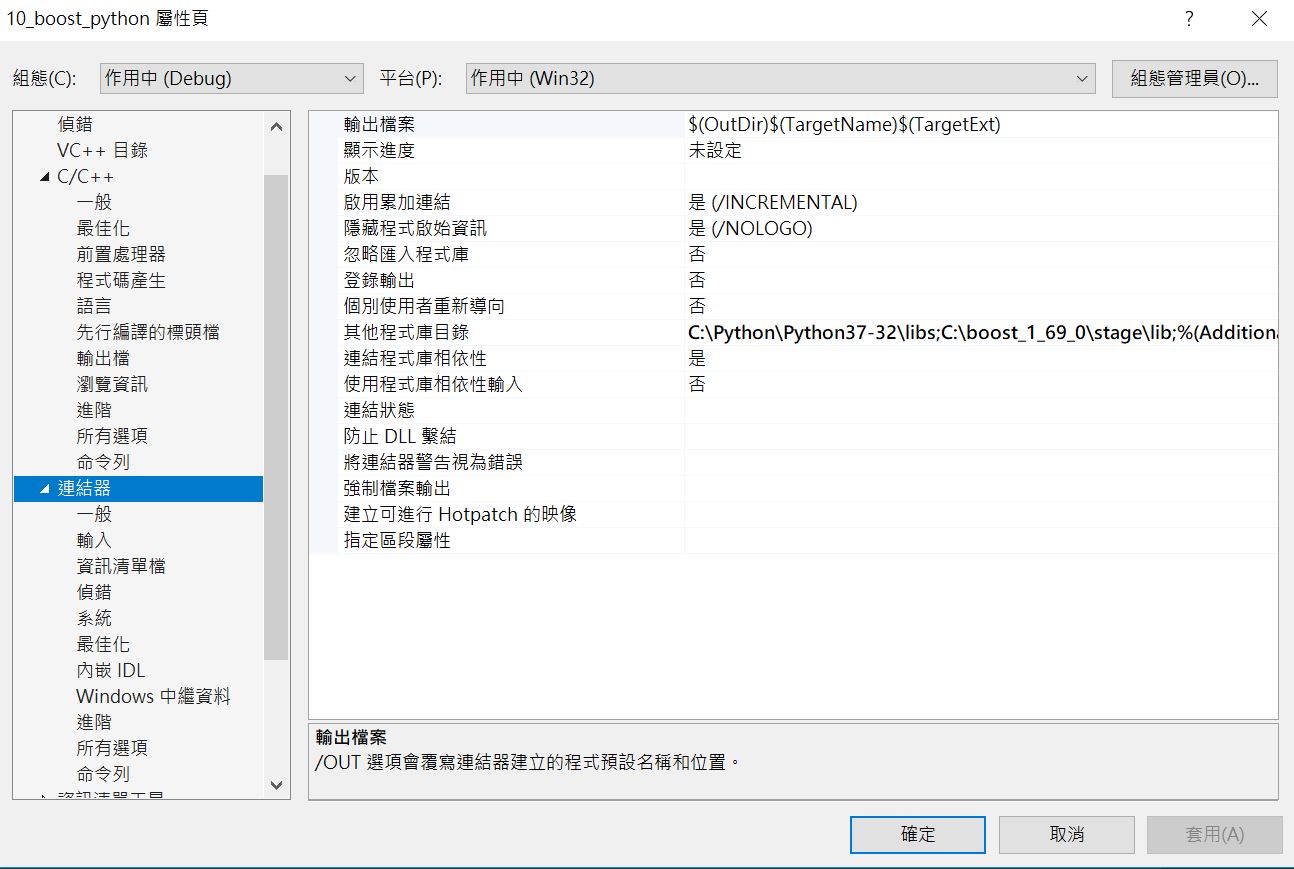 10_boost_python 屬性頁
組態(C): 作用中 (Debug) 平台(P): 作用中 (Win32) 組態管理員(O)...
偵錯
VC++ 目錄
C/C++
一般
最佳化
前置處理器
程式碼產生
語言
先行編譯的標頭檔
輸出檔
瀏覽資訊
進階
所有選項
命令列
連結器
一般
輸入
資訊清單檔
偵錯
系統
最佳化
內嵌 IDL
Windows 中繼資料
進階
所有選項
命令列
資訊清單工具
輸出檔案 $(OutDir)$(TargetName)$(TargetExt)
顯示進度 未設定
版本
啟用累加連結 是 (/INCREMENTAL)
隱藏程式啟始資訊 是 (/NOLOGO)
忽略匯入程式庫 否
登錄輸出 否
個別使用者重新導向 否
其他程式庫目錄 C:\Python\Python37-32\libs;C:\boost_1_69_0\stage\lib;%(Additiona
連結程式庫相依性 是
使用程式庫相依性輸入 否
連結狀態
防止 DLL 繫結
將連結器警告視為錯誤
強制檔案輸出
建立可進行 Hotpatch 的映像
指定區段屬性
輸出檔案
/OUT 選項會覆寫連結器建立的程式預設名稱和位置。
確定 取消 套用(A)